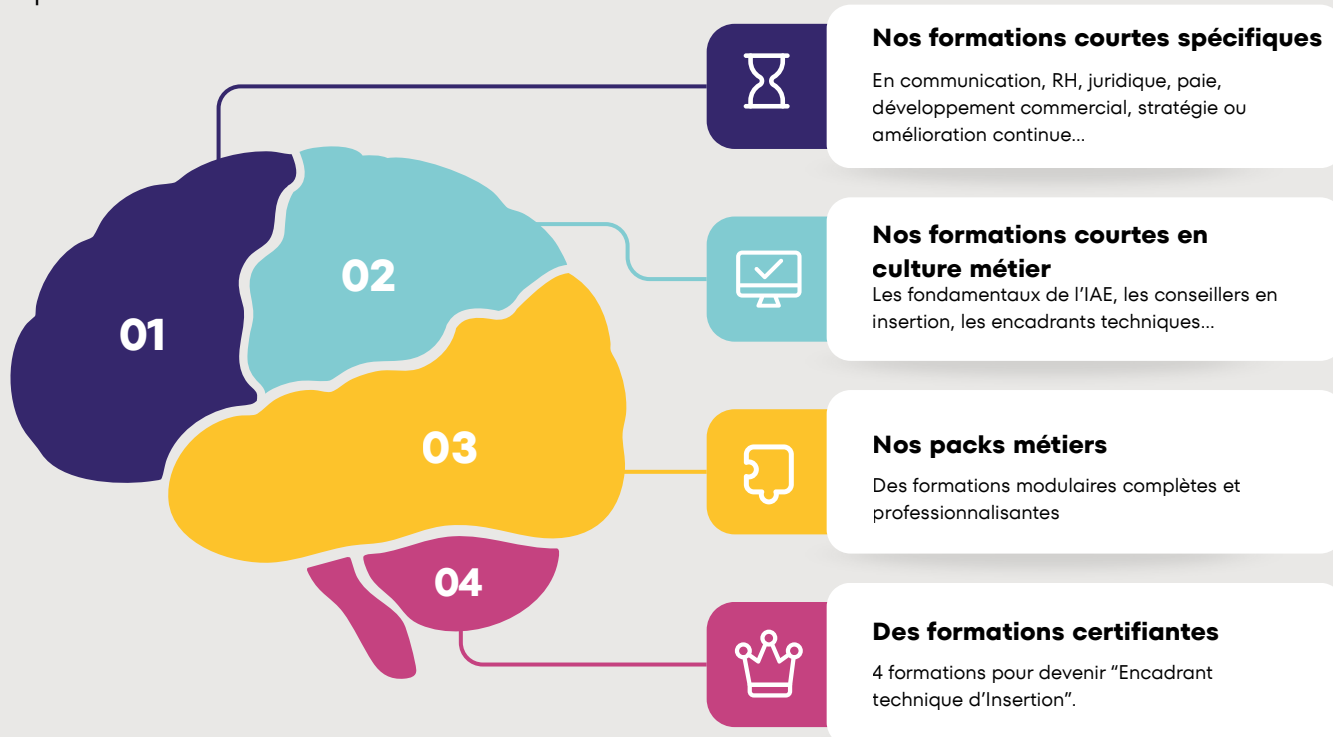 Nos formations courtes spécifiques
En communication, RH, juridique, paie,
développement commercial, stratégie ou
amélioration continue...
01
02
Nos formations courtes en
culture métier
Les fondamentaux de l'IAE, les conseillers en
insertion, les encadrants techniques...
03
Nos packs métiers
Des formations modulaires complètes et
professionnalisantes
04
Des formations certifiantes
4 formations pour devenir “Encadrant
technique d'Insertion”.